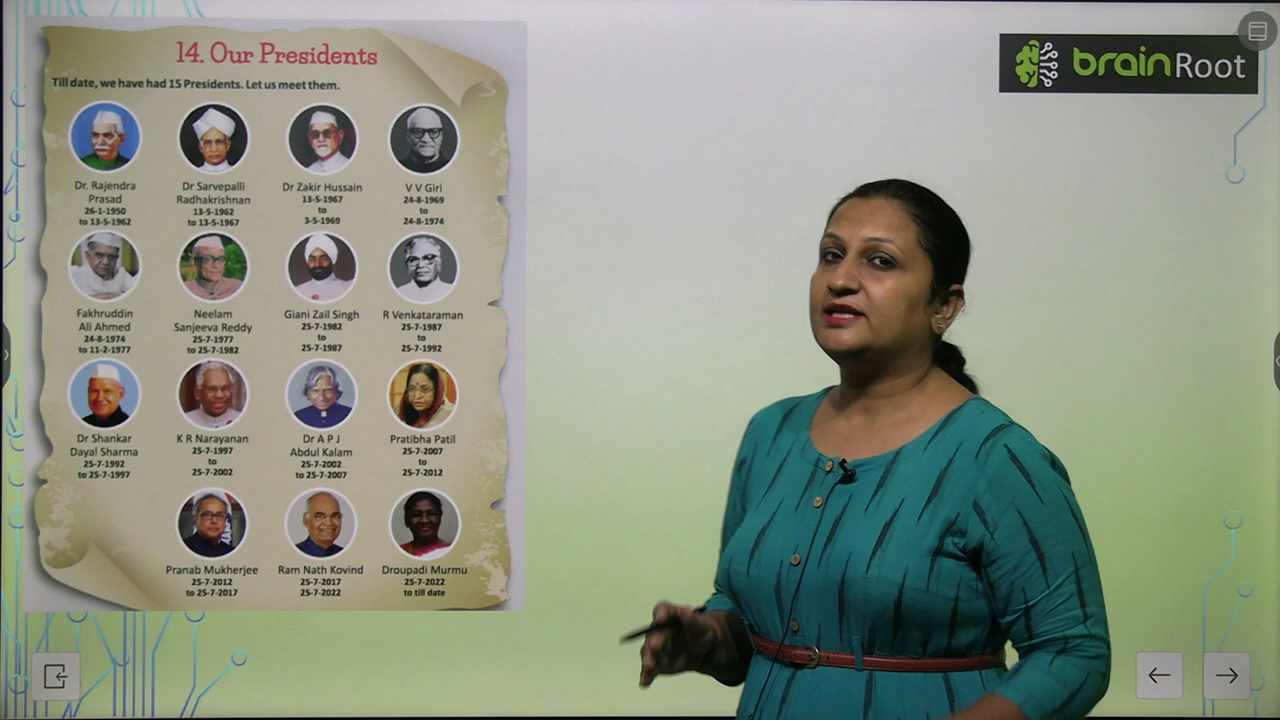 14. Our Presidents
Till date, we have had 15 Presidents. Let us meet them.
Dr. Rajendra
Prasad
26-1-1950
to 13-5-1962
Dr Sarvepalli
Radhakrishnan
13-5-1962
to 13-5-1967
Dr Zakir Hussain
13-5-1967
to
3-5-1969
V V Giri
24-8-1969
to
24-8-1974
Fakhruddin
Ali Ahmed
24-8-1974
to 11-2-1977
Neelam
Sanjeeva Reddy
25-7-1977
to 25-7-1982
Giani Zail Singh
25-7-1982
to
25-7-1987
R Venkataraman
25-7-1987
to
25-7-1992
Dr Shankar
Dayal Sharma
25-7-1992
to 25-7-1997
K R Narayanan
25-7-1997
to
25-7-2002
Dr A P J
Abdul Kalam
25-7-2002
to 25-7-2007
Pratibha Patil
25-7-2007
to
25-7-2012
Pranab Mukherjee
25-7-2012
to 25-7-2017
Ram Nath Kovind
25-7-2017
25-7-2022
Droupadi Murmu
25-7-2022
to till date
brainRoot